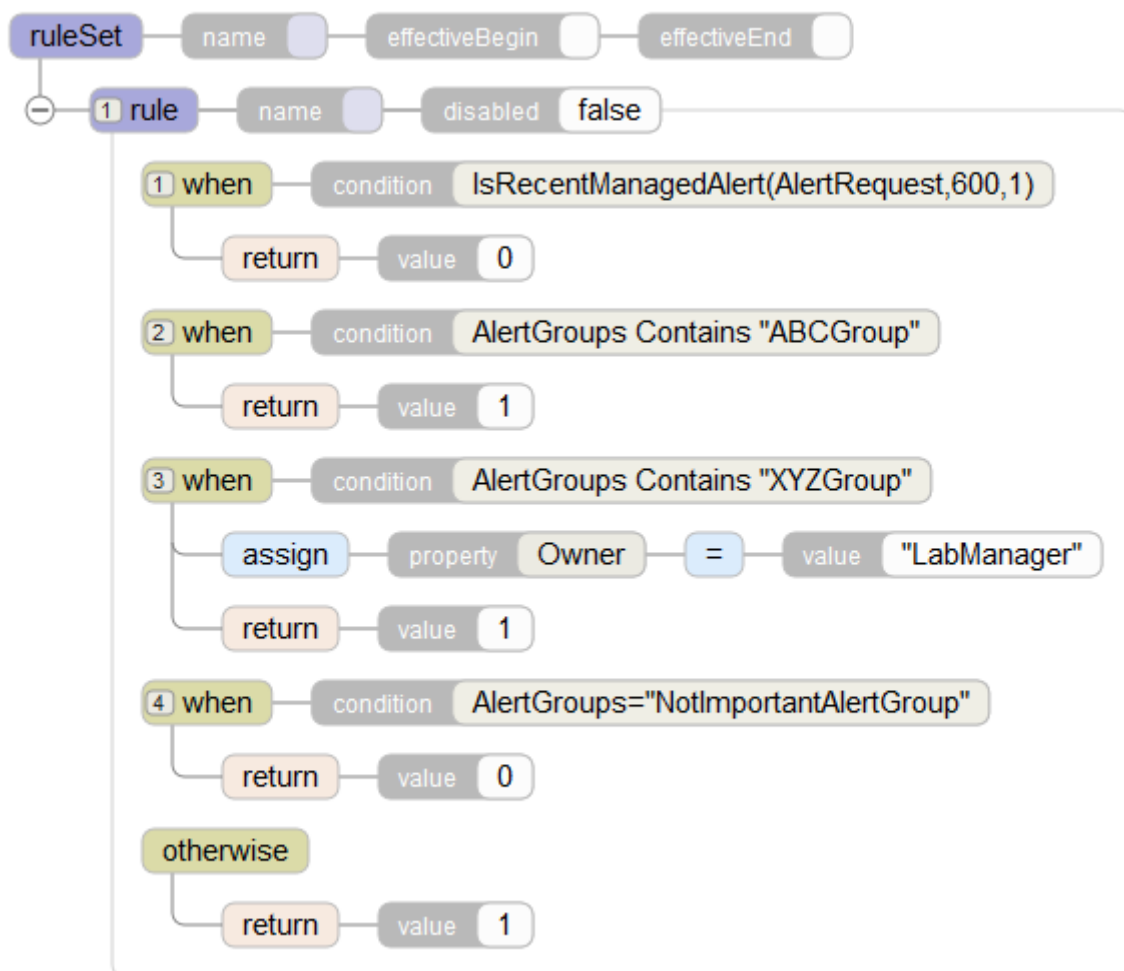 ruleSet name effectiveBegin effectiveEnd
1 rule name disabled false
1 when condition IsRecentManagedAlert(AlertRequest,600,1)
return value 0
2 when condition AlertGroups Contains "ABCGroup"
return value 1
3 when condition AlertGroups Contains "XYZGroup"
assign property Owner = value "LabManager"
return value 1
4 when condition AlertGroups="NotImportantAlertGroup"
return value 0
otherwise
return value 1